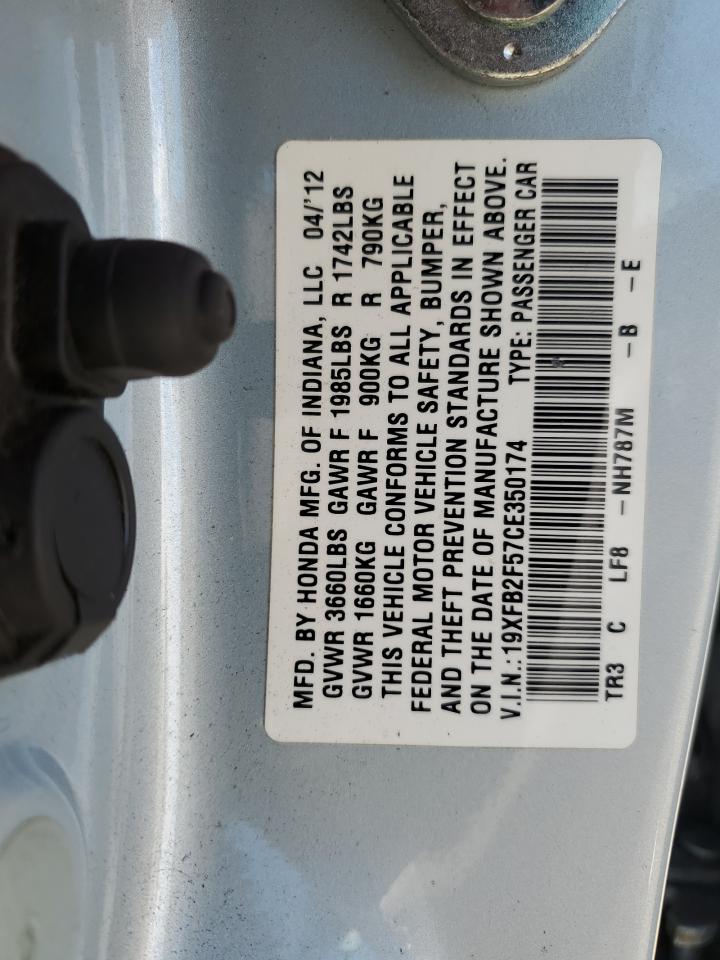 MFD. BY HONDA MFG. OF INDIANA, LLC 04/'12
GVWR 3660LBS GAWR F 1985LBS R 1742LBS
GVWR 1660KG GAWR F 900KG R 790KG
THIS VEHICLE CONFORMS TO ALL APPLICABLE
FEDERAL MOTOR VEHICLE SAFETY, BUMPER,
AND THEFT PREVENTION STANDARDS IN EFFECT
ON THE DATE OF MANUFACTURE SHOWN ABOVE.
V.I.N.:19XFB2F57CE350174 TYPE: PASSENGER CAR
TR3 C LF8 -NH787M -B -E